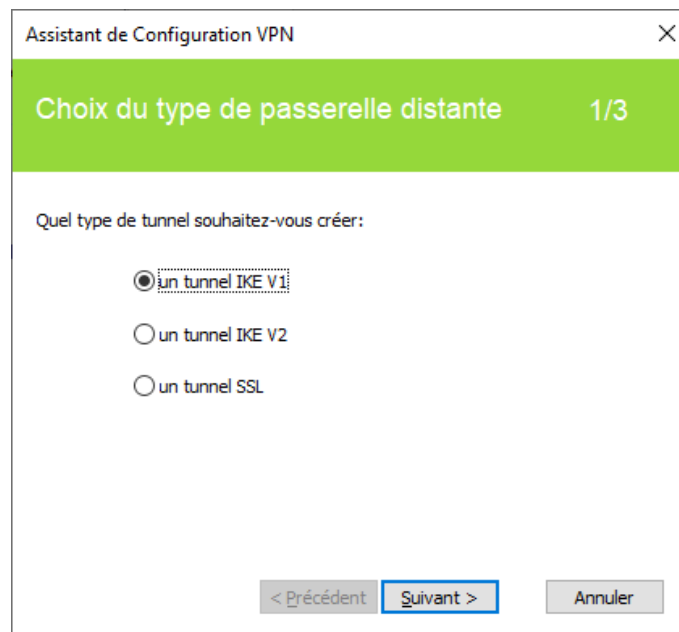 Assistant de Configuration VPN
Choix du type de passerelle distante 1/3
Quel type de tunnel souhaitez-vous créer:
un tunnel IKE V1
un tunnel IKE V2
un tunnel SSL
< Précédent Suivant > Annuler